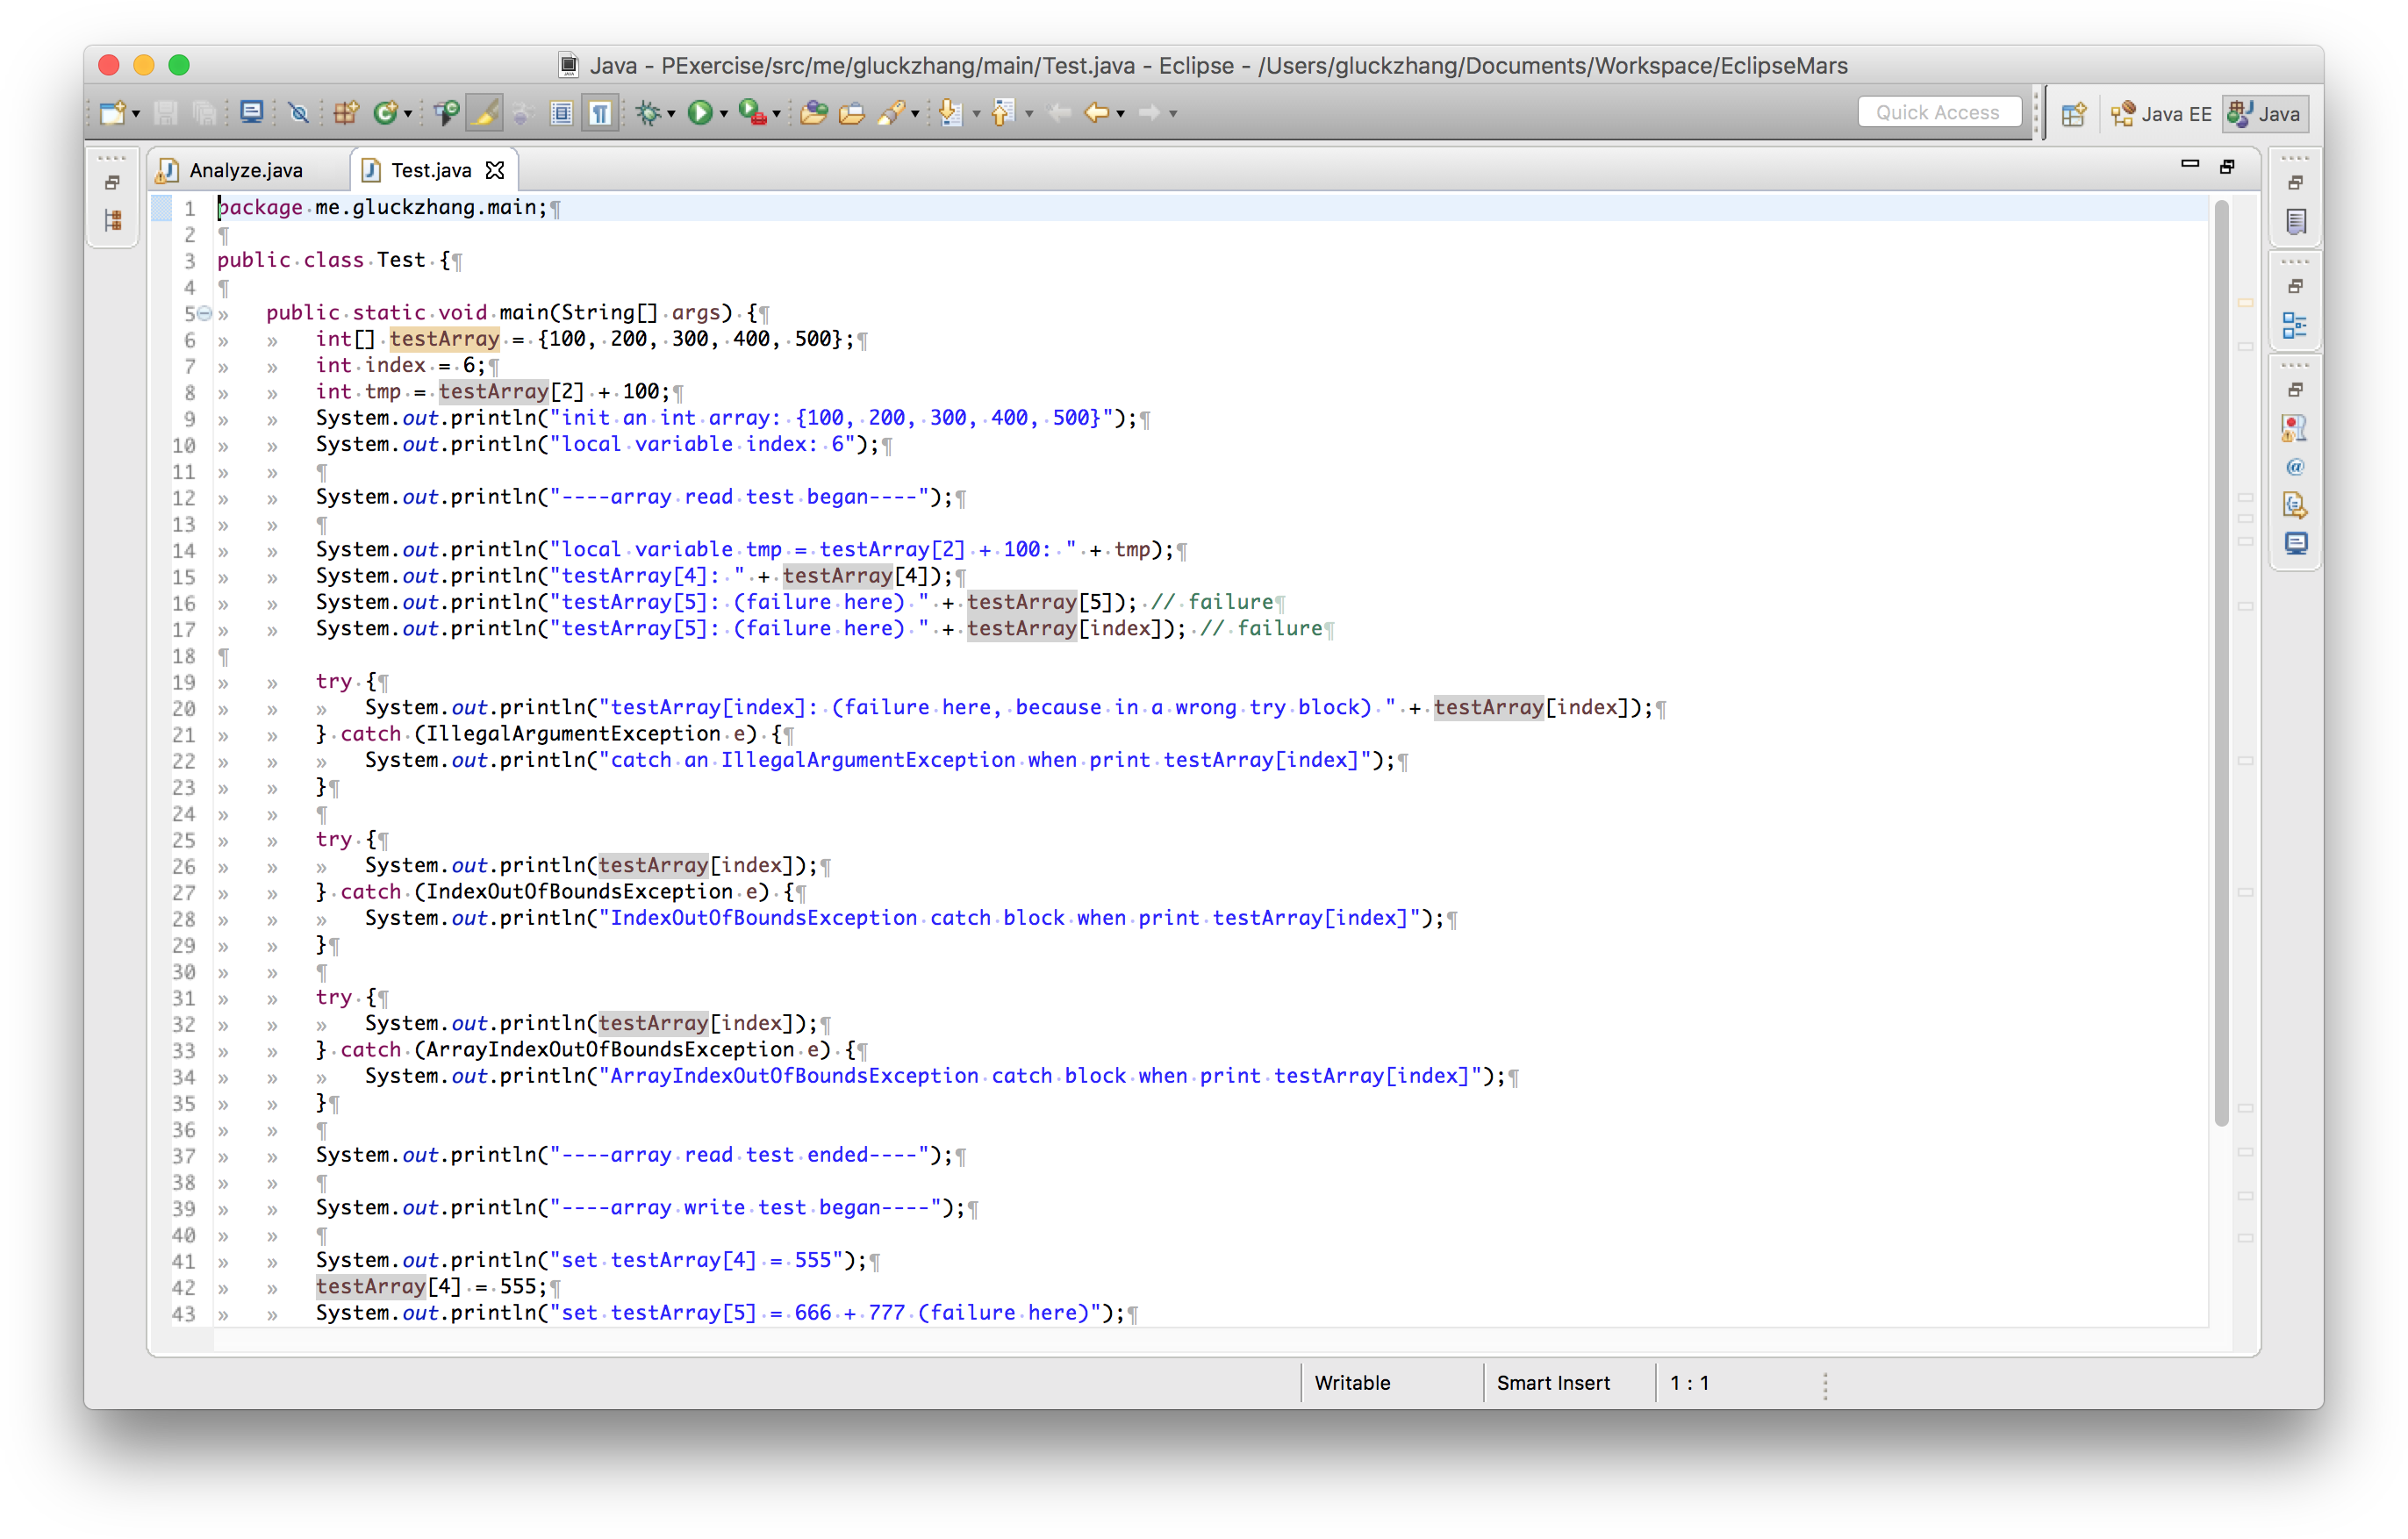 Java - PExercise/src/me/gluckzhang/main/Test.java - Eclipse - /Users/gluckzhang/Documents/Workspace/EclipseMars
Quick Access
Java EE
Java
Analyze.java
Test.java
1 package me.gluckzhang.main;
2
3 public class Test {
4
5     public static void main(String[] args) {
6         int[] testArray = {100, 200, 300, 400, 500};
7         int index = 6;
8         int tmp = testArray[2] + 100;
9         System.out.println("init an int array: {100, 200, 300, 400, 500}");
10         System.out.println("local variable index: 6");
11
12         System.out.println("----array read test began----");
13
14         System.out.println("local variable tmp = testArray[2] + 100: " + tmp);
15         System.out.println("testArray[4]: " + testArray[4]);
16         System.out.println("testArray[5]: (failure here) " + testArray[5]); // failure
17         System.out.println("testArray[5]: (failure here) " + testArray[index]); // failure
18
19         try {
20             System.out.println("testArray[index]: (failure here, because in a wrong try block) " + testArray[index]);
21         } catch (IllegalArgumentException e) {
22             System.out.println("catch an IllegalArgumentException when print testArray[index]");
23         }
24
25         try {
26             System.out.println(testArray[index]);
27         } catch (IndexOutOfBoundsException e) {
28             System.out.println("IndexOutOfBoundsException catch block when print testArray[index]");
29         }
30
31         try {
32             System.out.println(testArray[index]);
33         } catch (ArrayIndexOutOfBoundsException e) {
34             System.out.println("ArrayIndexOutOfBoundsException catch block when print testArray[index]");
35         }
36
37         System.out.println("----array read test ended----");
38
39         System.out.println("----array write test began----");
40
41         System.out.println("set testArray[4] = 555");
42         testArray[4] = 555;
43         System.out.println("set testArray[5] = 666 + 777 (failure here)");
Writable
Smart Insert
1 : 1